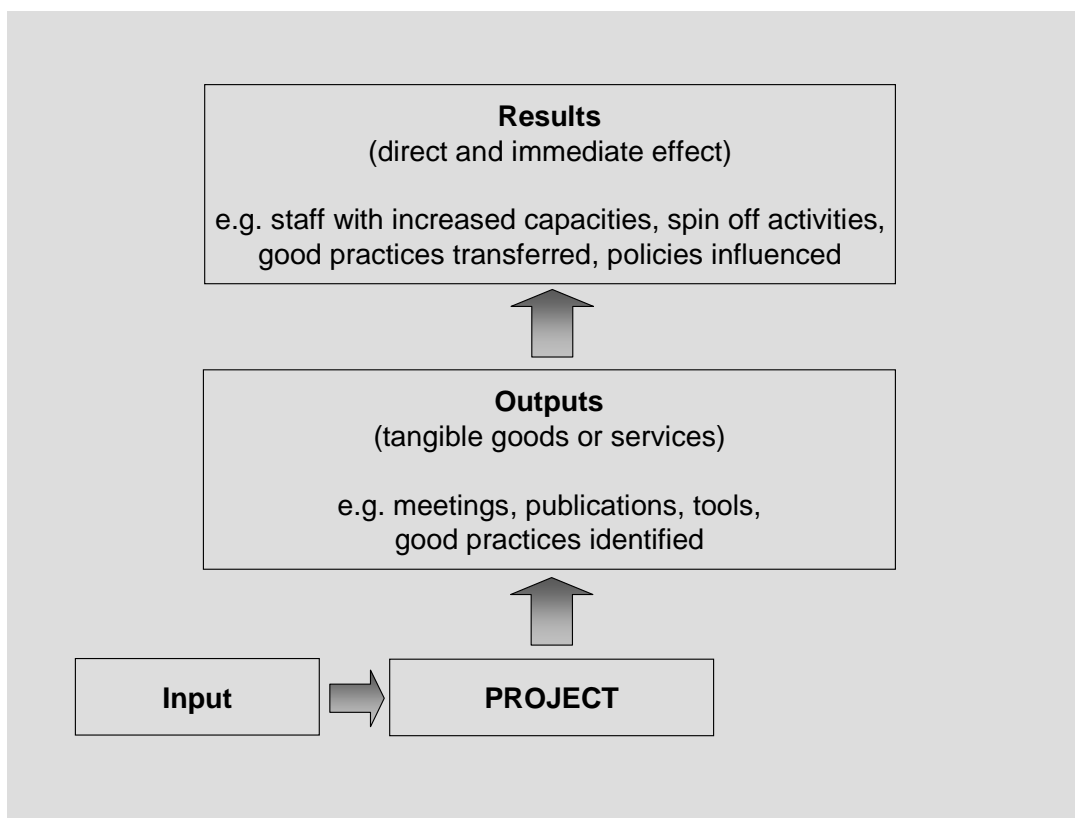 Results
(direct and immediate effect)
e.g. staff with increased capacities, spin off activities,
good practices transferred, policies influenced
Outputs
(tangible goods or services)
e.g. meetings, publications, tools,
good practices identified
Input
PROJECT